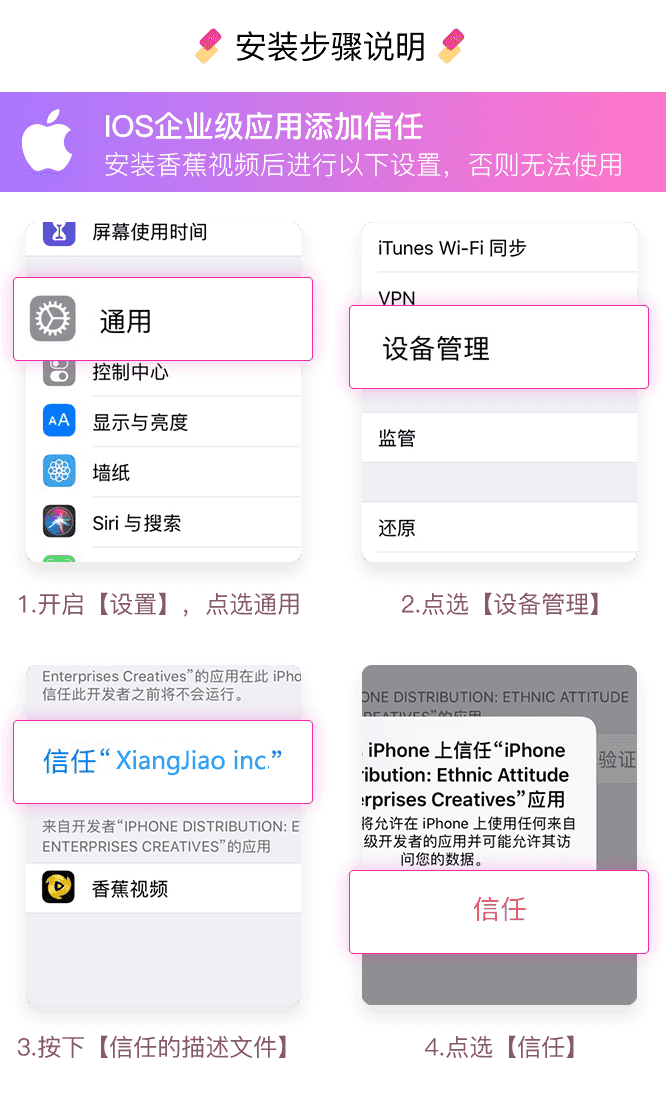 安装步骤说明
IOS企业级应用添加信任
安装香蕉视频后进行以下设置，否则无法使用
屏幕使用时间
通用
控制中心
AA 显示与亮度
墙纸
Siri 与搜索
1.开启【设置】，点选通用
iTunes Wi-Fi 同步
VPN
设备管理
监管
还原
2.点选【设备管理】
Enterprises Creatives”的应用在此 iPho
信任此开发者之前将不会运行。
信任“XiangJiao inc.”
来自开发者“IPHONE DISTRIBUTION: E
ENTERPRISES CREATIVES”的应用
香蕉视频
3.按下【信任的描述文件】
ONE DISTRIBUTION: ETHNIC ATTITUDE
CREATIVES”的应用
验证
iPhone 上信任“iPhone
ribution: Ethnic Attitude
erprises Creatives”应用
将允许在 iPhone 上使用任何来自
级开发者的应用并可能允许其访
问您的数据。
信任
4.点选【信任】